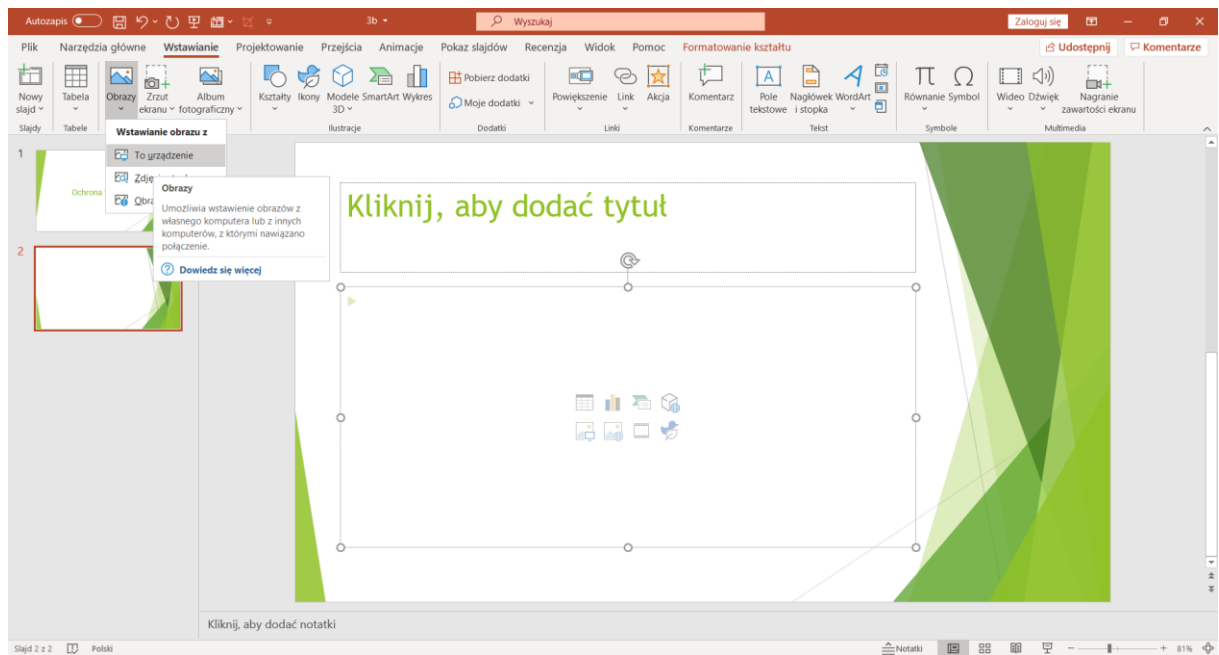 Autozapis
3b
Wyszukaj
Zaloguj się
Plik Narzędzia główne Wstawianie Projektowanie Przejścia Animacje Pokaz slajdów Recenzja Widok Pomoc Formatowanie kształtu
Udostępnij Komentarze
Nowy slajd
Tabela
Obrazy
Zrzut ekranu
Album fotograficzny
Kształty
Ikony
Modele 3D
SmartArt
Wykres
Pobierz dodatki
Moje dodatki
Powiększenie
Link
Akcja
Komentarz
Pole tekstowe
Nagłówek i stopka
WordArt
Równanie
Symbol
Wideo
Dźwięk
Nagranie zawartości ekranu
Slajdy Tabele Ilustracje Dodatki Linki Komentarze Tekst Symbole Multimedia
Wstawianie obrazu z
To urządzenie
Obrazy
Umożliwia wstawienie obrazów z
własnego komputera lub z innych
komputerów, z którymi nawiązano
połączenie.
Dowiedz się więcej
1
Ochrona
2
Kliknij, aby dodać tytuł
Kliknij, aby dodać notatki
Slajd 2 z 2
Polski
Notatki
81%